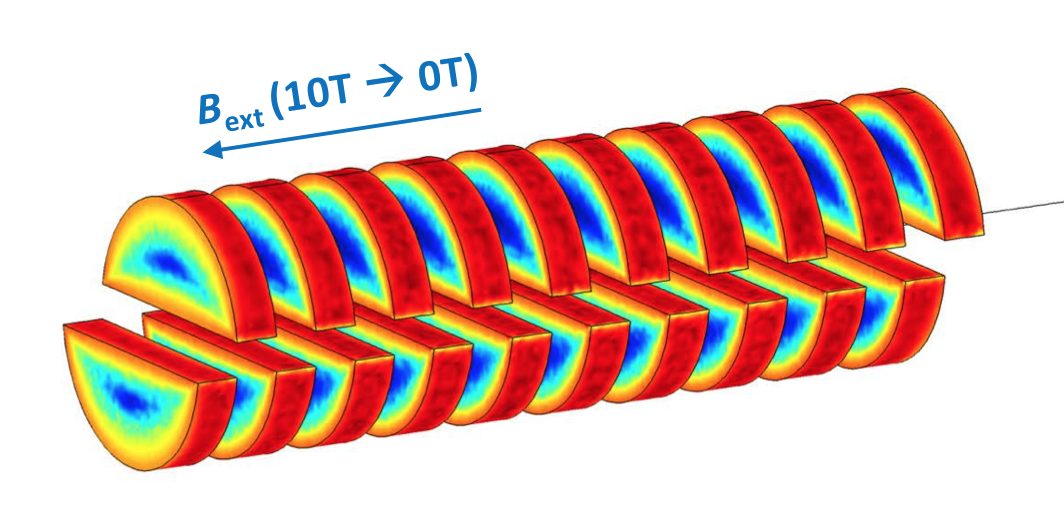 Bext (10T → 0T)